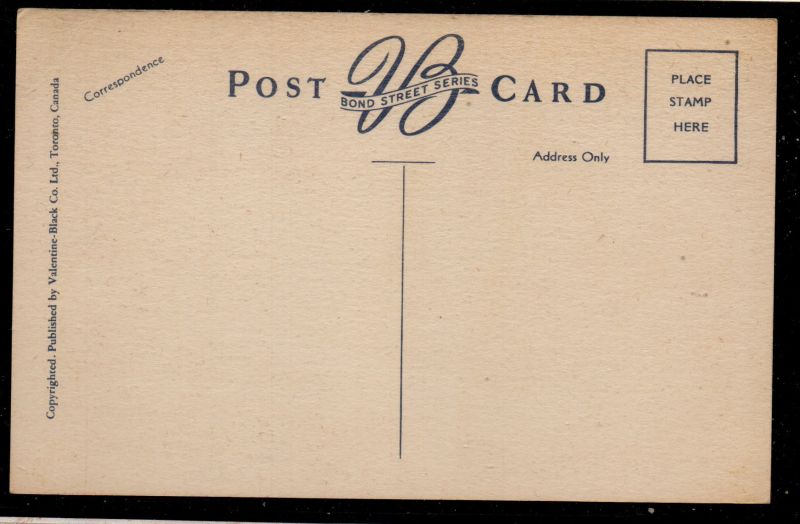 Copyrighted. Published by Valentine-Black Co. Ltd., Toronto, Canada
Correspondence
POST VB CARD
BOND STREET SERIES
Address Only
PLACE
STAMP
HERE